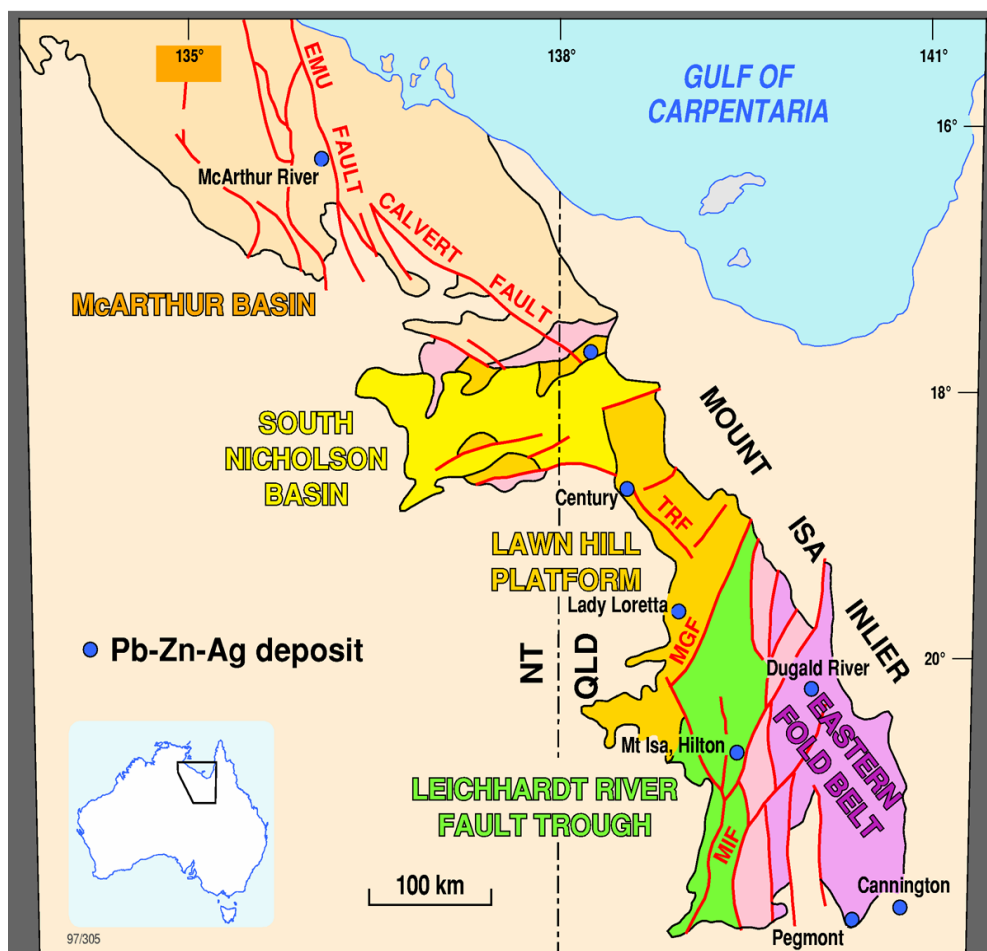 135°
138°
141°
GULF OF
CARPENTARIA
16°
EMU
FAULT
McArthur River
CALVERT
FAULT
McARTHUR BASIN
18°
MOUNT
ISA
INLIER
SOUTH
NICHOLSON
BASIN
Century
TRF
LAWN HILL
PLATFORM
Lady Loretta
MGF
NT
QLD
Pb-Zn-Ag deposit
20°
Dugald River
EASTERN
FOLD BELT
Mt Isa, Hilton
LEICHHARDT RIVER
FAULT TROUGH
MIF
100 km
Cannington
Pegmont
97/305